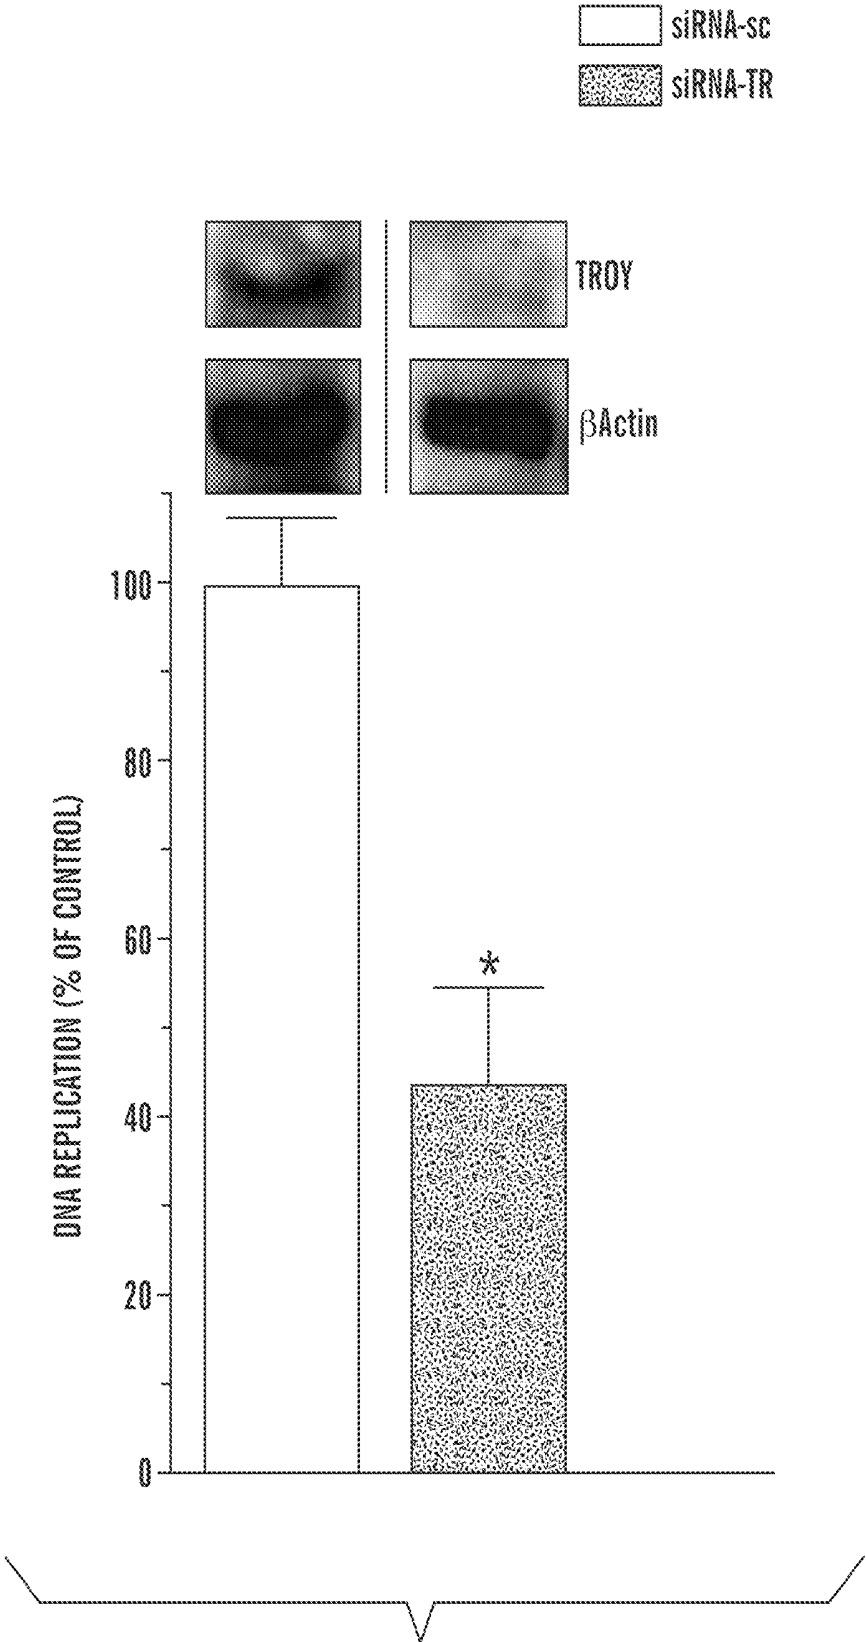 siRNA-sc
siRNA-TR
TROY
βActin
100
80
60
40
20
0
DNA REPLICATION (% OF CONTROL)
*